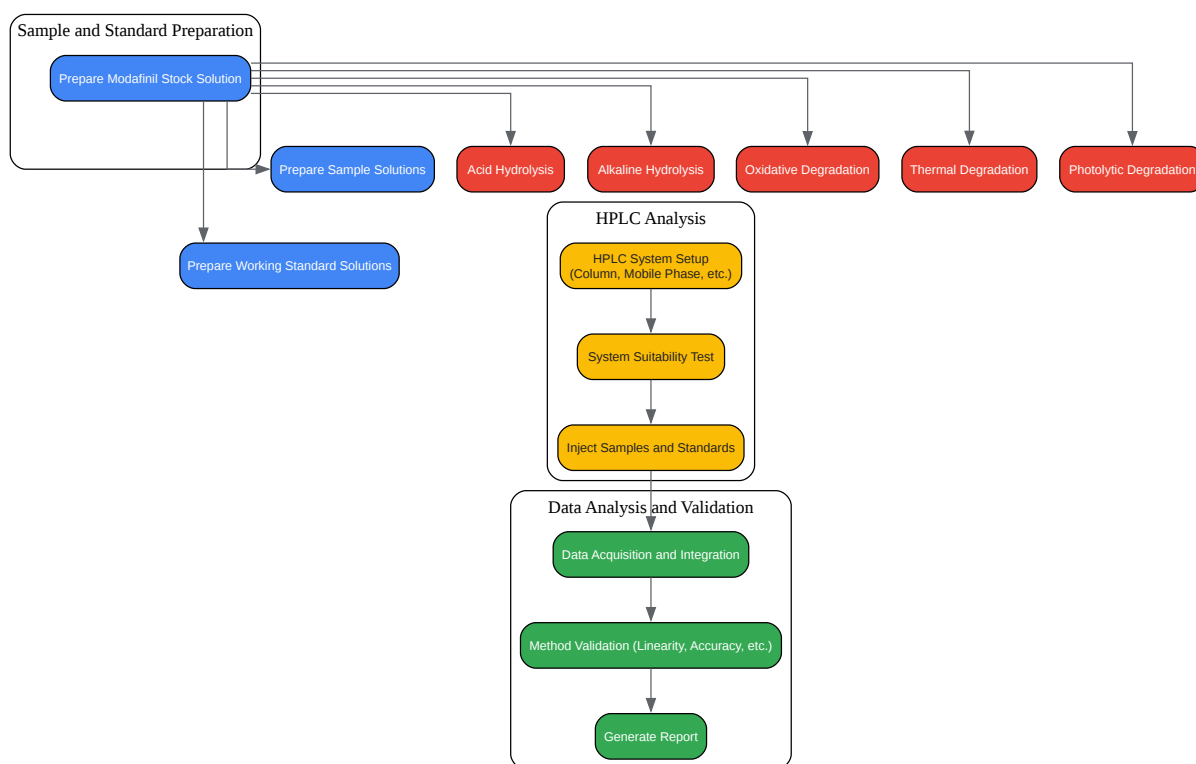 Sample and Standard Preparation
Prepare Modafinil Stock Solution
Prepare Sample Solutions
Acid Hydrolysis
Alkaline Hydrolysis
Oxidative Degradation
Thermal Degradation
Photolytic Degradation
HPLC Analysis
Prepare Working Standard Solutions
HPLC System Setup
(Column, Mobile Phase, etc.)
System Suitability Test
Inject Samples and Standards
Data Analysis and Validation
Data Acquisition and Integration
Method Validation (Linearity, Accuracy, etc.)
Generate Report